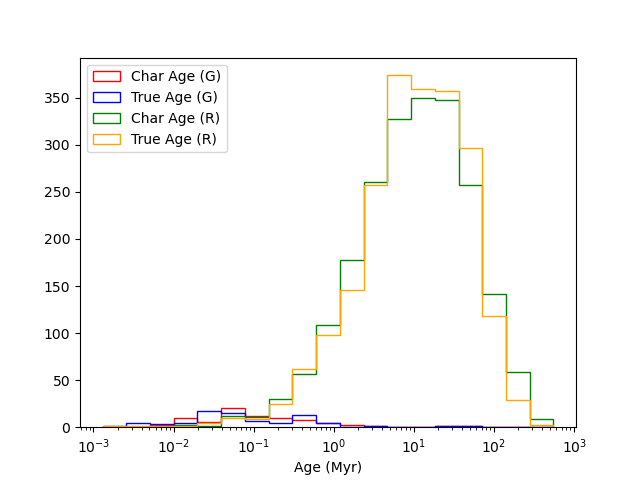 Char Age (G)
True Age (G)
Char Age (R)
True Age (R)
350
300
250
200
150
100
50
0
10⁻³ 10⁻² 10⁻¹ 10⁰ 10¹ 10² 10³
Age (Myr)